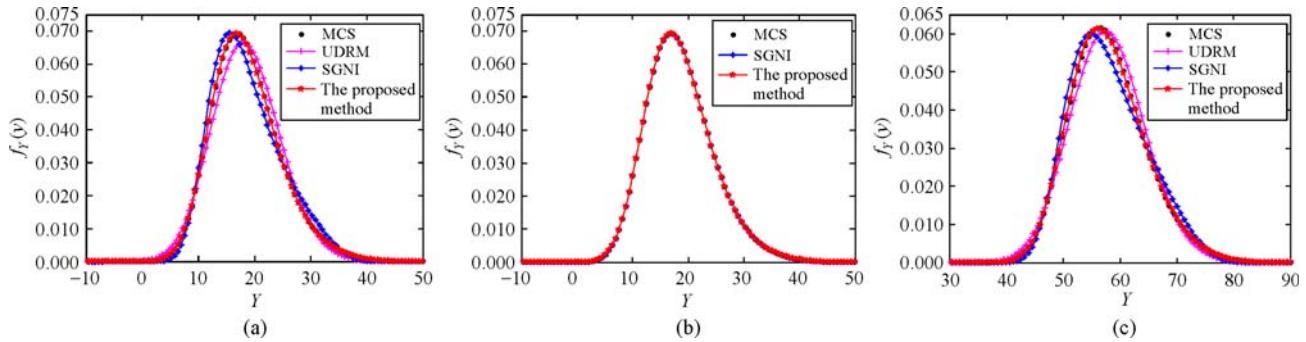 0.080
0.070
0.060
0.050
0.040
0.030
0.020
0.010
0.000
f_Y(y)
−10 0 10 20 30 40 50
Y
MCS
UDRM
SGNI
The proposed
method
(a)
0.080
0.070
0.060
0.050
0.040
0.030
0.020
0.010
0.000
f_Y(y)
−10 0 10 20 30 40 50
Y
MCS
SGNI
The proposed
method
(b)
0.065
0.060
0.050
0.040
0.030
0.020
0.010
0.000
f_Y(y)
30 40 50 60 70 80 90
Y
MCS
UDRM
SGNI
The proposed
method
(c)